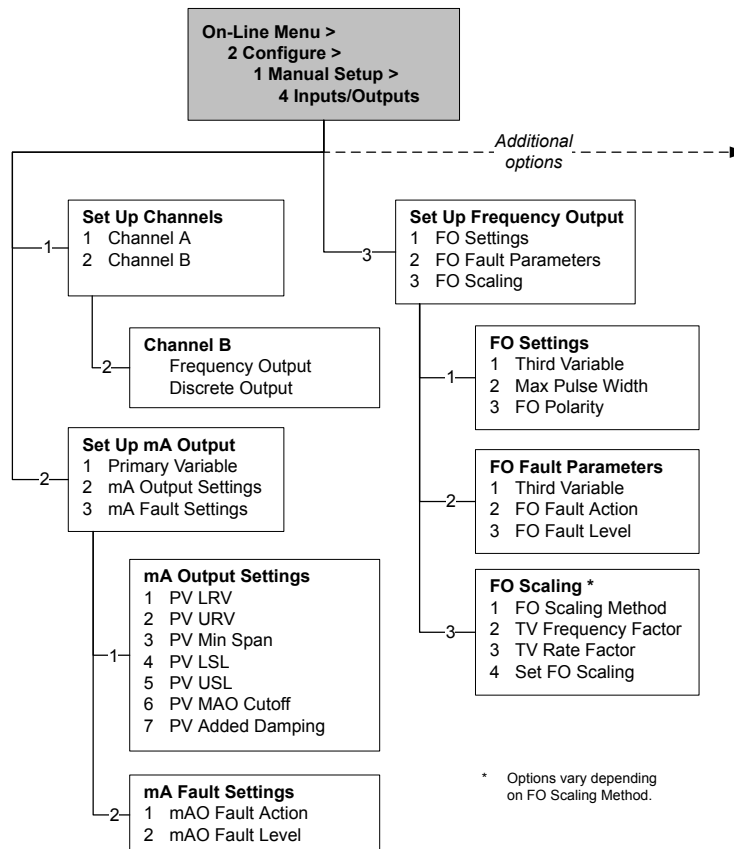 On-Line Menu >
2 Configure >
1 Manual Setup >
4 Inputs/Outputs
Additional
options
1
Set Up Channels
1 Channel A
2 Channel B
2
Channel B
Frequency Output
Discrete Output
2
Set Up mA Output
1 Primary Variable
2 mA Output Settings
3 mA Fault Settings
1
mA Output Settings
1 PV LRV
2 PV URV
3 PV Min Span
4 PV LSL
5 PV USL
6 PV MAO Cutoff
7 PV Added Damping
2
mA Fault Settings
1 mAO Fault Action
2 mAO Fault Level
3
Set Up Frequency Output
1 FO Settings
2 FO Fault Parameters
3 FO Scaling
1
FO Settings
1 Third Variable
2 Max Pulse Width
3 FO Polarity
2
FO Fault Parameters
1 Third Variable
2 FO Fault Action
3 FO Fault Level
3
FO Scaling *
1 FO Scaling Method
2 TV Frequency Factor
3 TV Rate Factor
4 Set FO Scaling
* Options vary depending
on FO Scaling Method.